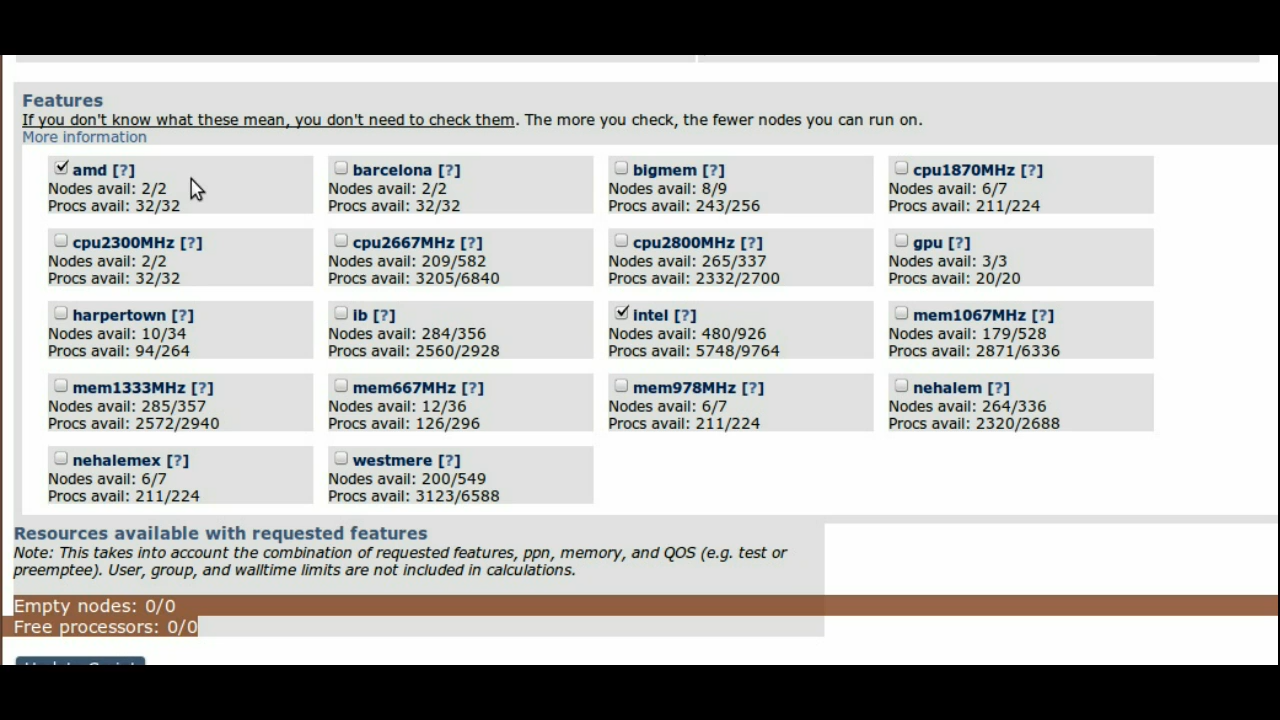 Features
If you don't know what these mean, you don't need to check them. The more you check, the fewer nodes you can run on.
More information
amd [?] barcelona [?] bigmem [?] cpu1870MHz [?]
Nodes avail: 2/2 Nodes avail: 2/2 Nodes avail: 8/9 Nodes avail: 6/7
Procs avail: 32/32 Procs avail: 32/32 Procs avail: 243/256 Procs avail: 211/224
cpu2300MHz [?] cpu2667MHz [?] cpu2800MHz [?] gpu [?]
Nodes avail: 2/2 Nodes avail: 209/582 Nodes avail: 265/337 Nodes avail: 3/3
Procs avail: 32/32 Procs avail: 3205/6840 Procs avail: 2332/2700 Procs avail: 20/20
harpertown [?] ib [?] intel [?] mem1067MHz [?]
Nodes avail: 10/34 Nodes avail: 284/356 Nodes avail: 480/926 Nodes avail: 179/528
Procs avail: 94/264 Procs avail: 2560/2928 Procs avail: 5748/9764 Procs avail: 2871/6336
mem1333MHz [?] mem667MHz [?] mem978MHz [?] nehalem [?]
Nodes avail: 285/357 Nodes avail: 12/36 Nodes avail: 6/7 Nodes avail: 264/336
Procs avail: 2572/2940 Procs avail: 126/296 Procs avail: 211/224 Procs avail: 2320/2688
nehalemex [?] westmere [?]
Nodes avail: 6/7 Nodes avail: 200/549
Procs avail: 211/224 Procs avail: 3123/6588
Resources available with requested features
Note: This takes into account the combination of requested features, ppn, memory, and QOS (e.g. test or
preemptee). User, group, and walltime limits are not included in calculations.
Empty nodes: 0/0
Free processors: 0/0